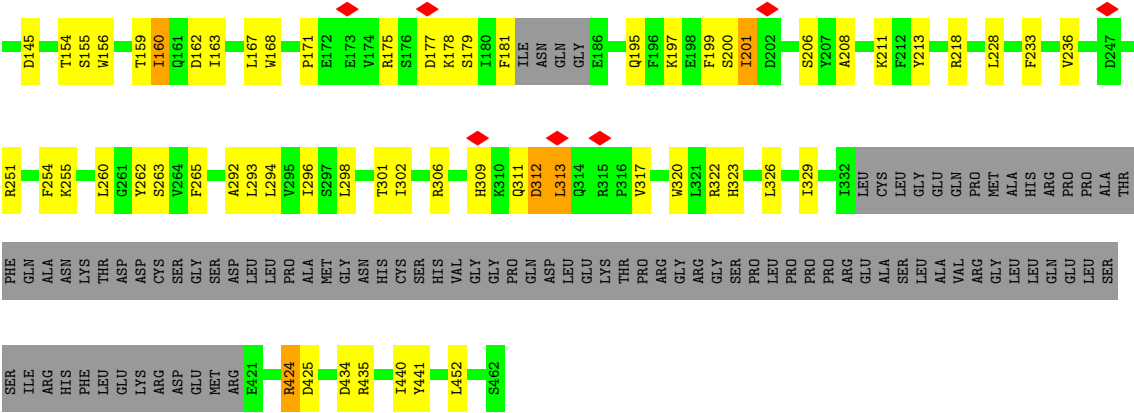 D145 T154 S155 W156 T159 I160 Q161 D162 I163 L167 W168 P171 E172 E173 V174 R175 S176 D177 K178 S179 I180 F181 ILE ASN GLN GLY E186 Q195 F196 K197 E198 F199 S200 I201 D202 S206 Y207 A208 K211 F212 Y213 R218 L228 F233 V236 D247
R251 F254 K255 L260 G261 Y262 S263 V264 F265 A292 L293 L294 V295 I296 S297 L298 T301 I302 R306 H309 K310 Q311 D312 L313 Q314 R315 P316 V317 W320 L321 R322 H323 L326 I329 I332 LEU CYS LEU GLY GLU GLN PRO MET ALA HIS ARG PRO PRO ALA THR
PHE GLN ALA ASN LYS THR ASP ASP CYS SER GLY SER ASP LEU LEU PRO ALA MET GLY ASN HIS CYS SER HIS VAL GLY GLY PRO GLN ASP LEU GLU LYS THR PRO ARG GLY ARG GLY SER PRO LEU PRO PRO PRO ARG GLU ALA SER LEU ALA VAL ARG GLY LEU LEU GLN GLU LEU SER
SER ILE ARG HIS PHE LEU GLU LYS ARG ASP GLU MET ARG E421 R424 D425 D434 R435 I440 Y441 L452 S462